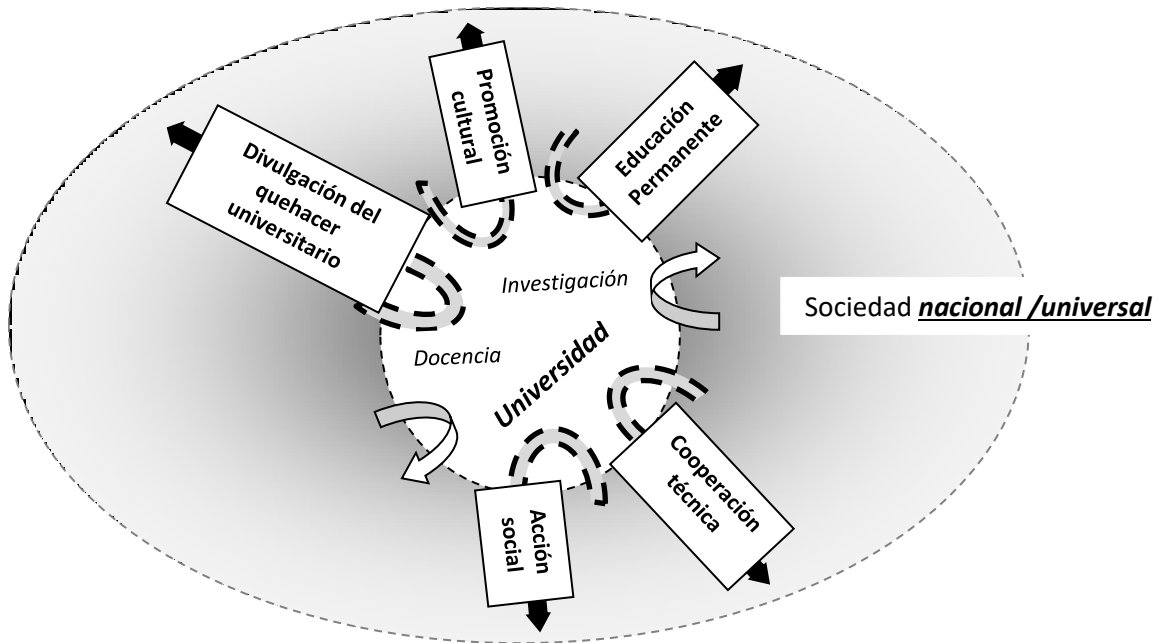 Promoción
cultural
Educación
Permanente
Divulgación del
quehacer
universitario
Investigación
Sociedad nacional /universal
Docencia
Universidad
Cooperación
técnica
Acción
social